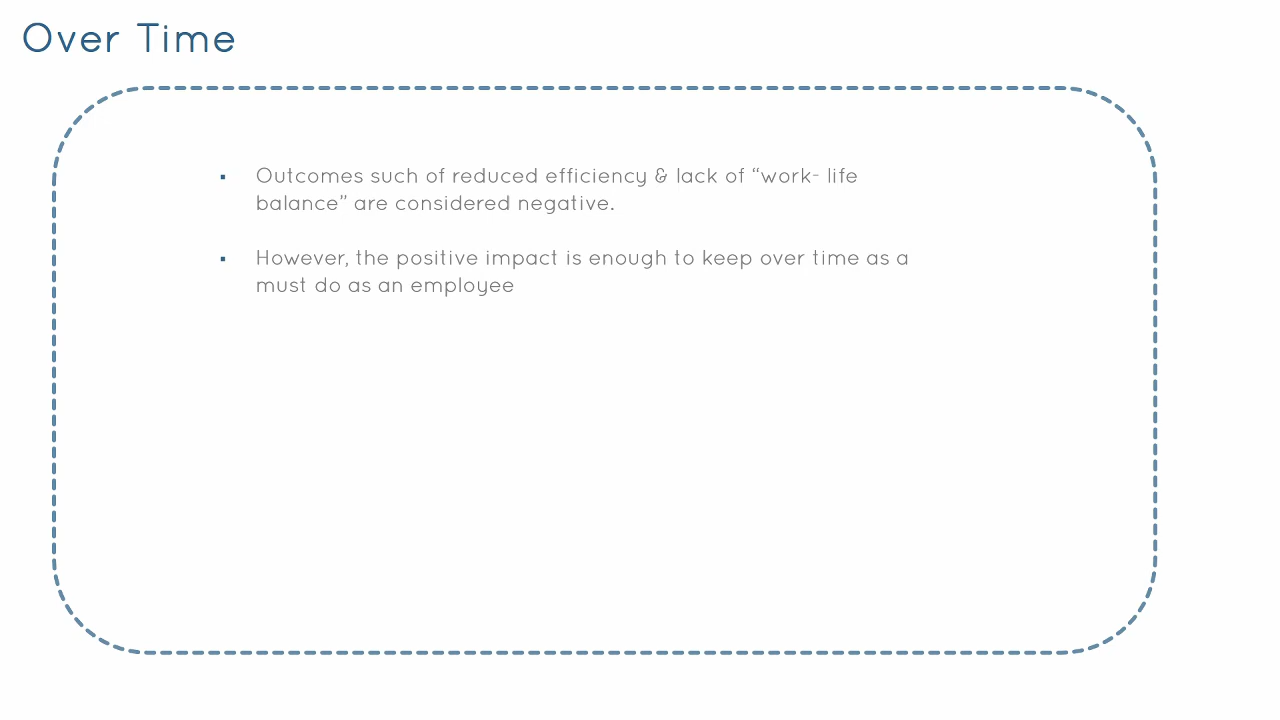 Over Time
▪ Outcomes such of reduced efficiency & lack of “work- life
balance” are considered negative.
▪ However, the positive impact is enough to keep over time as a
must do as an employee